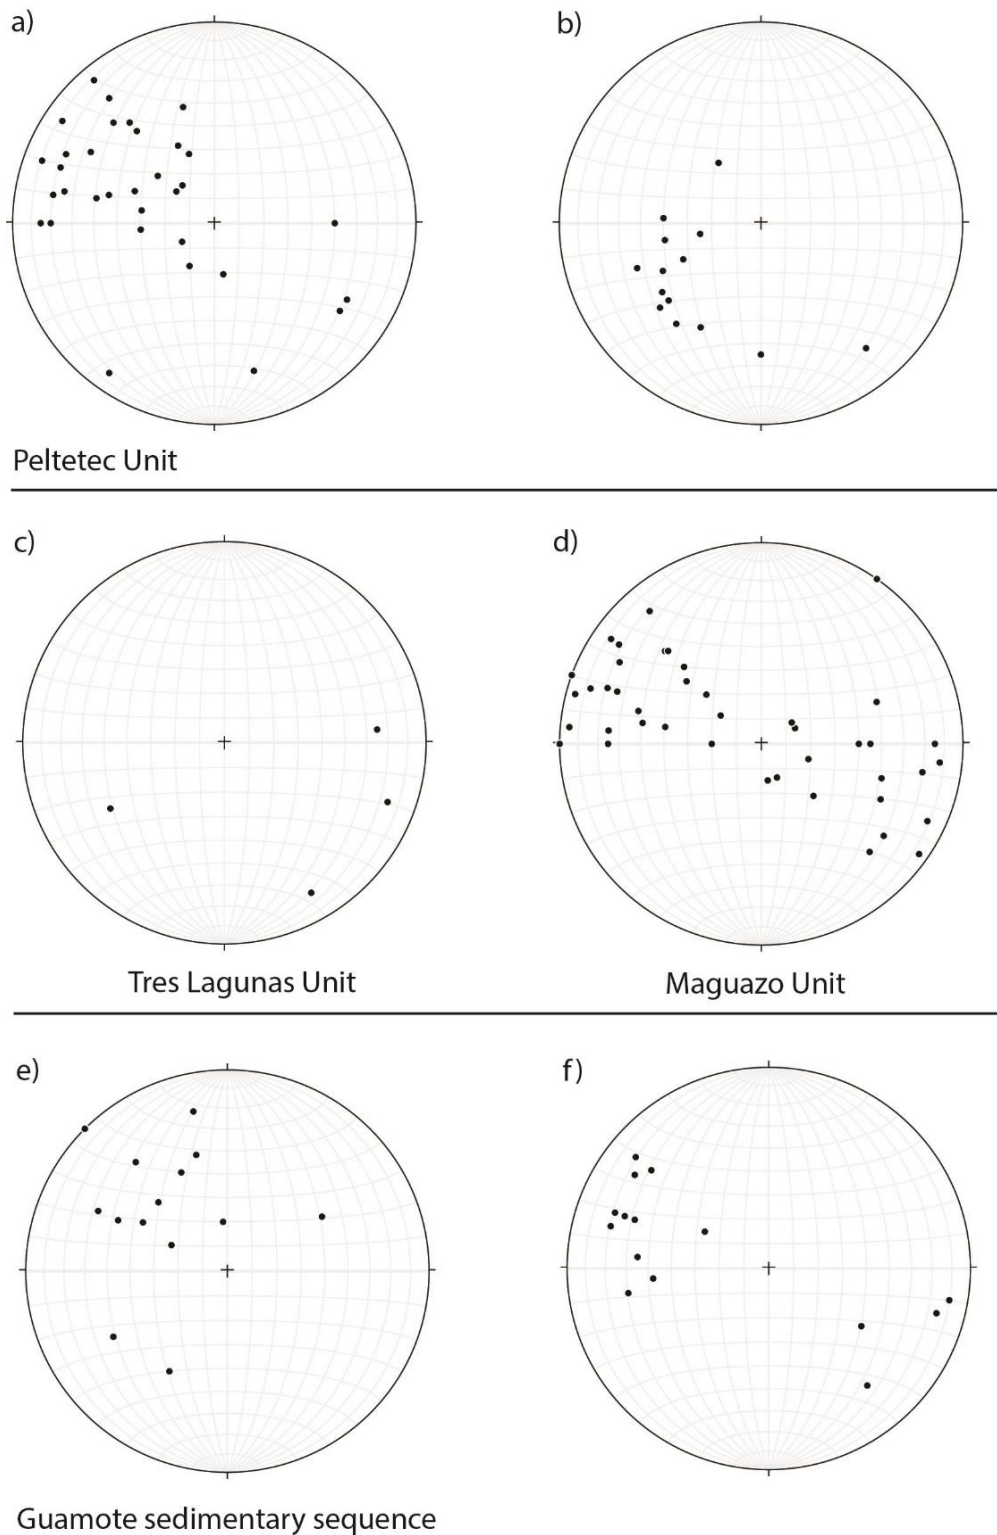 a)
b)
Peltetec Unit
c)
d)
Tres Lagunas Unit
Maguazo Unit
e)
f)
Guamote sedimentary sequence